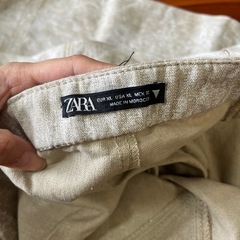 ZARA
EUR XL USA XL MEX 32
MADE IN MOROCCO